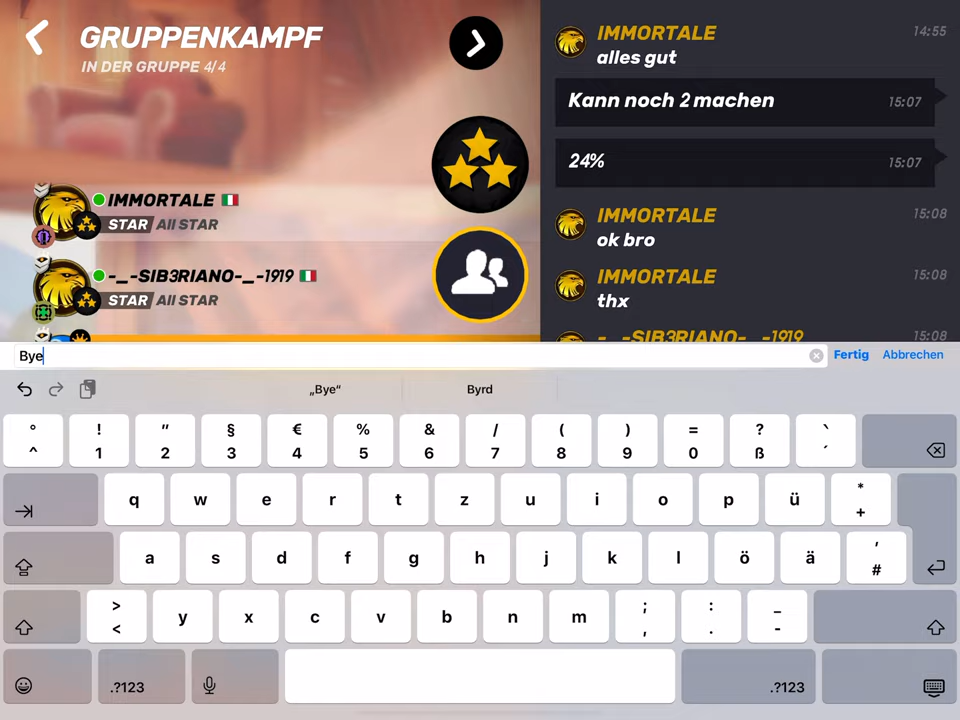 GRUPPENKAMPF
IN DER GRUPPE 4/4
IMMORTALE
STAR All STAR
-_-SIB3RIANO-_-1919
STAR All STAR
IMMORTALE 14:55
alles gut
Kann noch 2 machen 15:07
24% 15:07
IMMORTALE 15:08
ok bro
IMMORTALE 15:08
thx
-_-SIB3RIANO-_-1919 15:08
Bye Fertig Abbrechen
„Bye“ Byrd
° ! " § € % & / ( ) = ? `
^ 1 2 3 4 5 6 7 8 9 0 ß ´
q w e r t z u i o p ü * +
a s d f g h j k l ö ä ' #
> < y x c v b n m ; , : . _ -
.?123 .?123